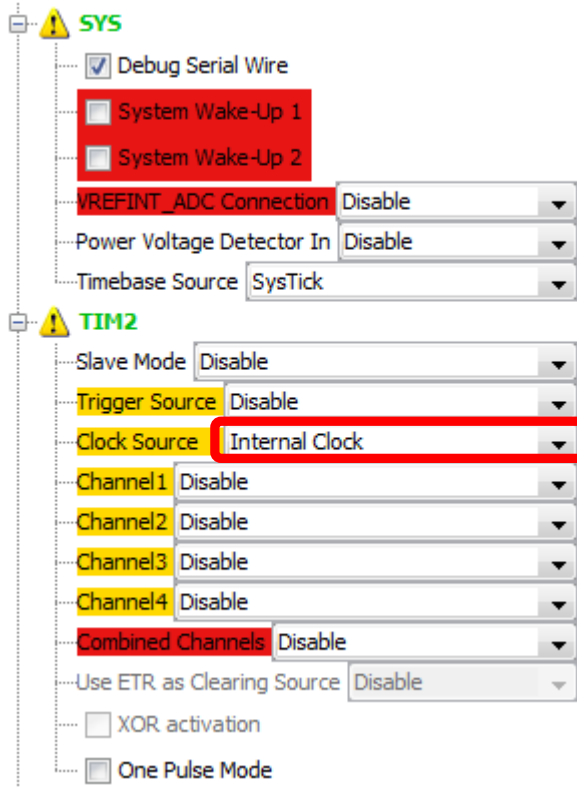 SYS
Debug Serial Wire
System Wake-Up 1
System Wake-Up 2
VREFINT_ADC Connection Disable
Power Voltage Detector In Disable
Timebase Source SysTick
TIM2
Slave Mode Disable
Trigger Source Disable
Clock Source Internal Clock
Channel1 Disable
Channel2 Disable
Channel3 Disable
Channel4 Disable
Combined Channels Disable
Use ETR as Clearing Source Disable
XOR activation
One Pulse Mode